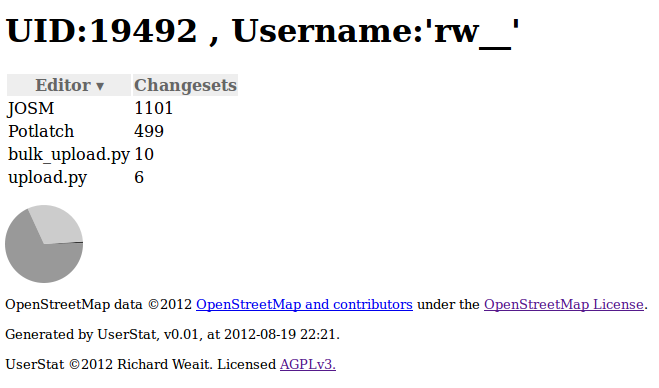 UID:19492 , Username:'rw__'
Editor ▾ Changesets
JOSM 1101
Potlatch 499
bulk_upload.py 10
upload.py 6
OpenStreetMap data ©2012 OpenStreetMap and contributors under the OpenStreetMap License.
Generated by UserStat, v0.01, at 2012-08-19 22:21.
UserStat ©2012 Richard Weait. Licensed AGPLv3.